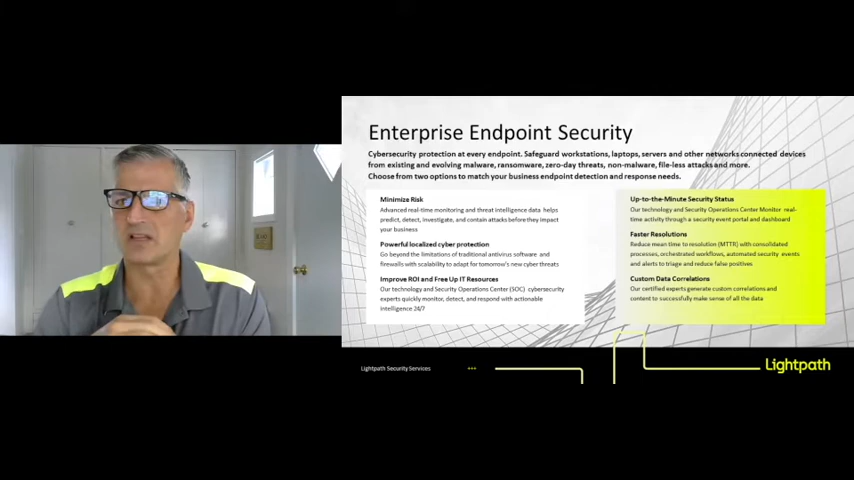 Enterprise Endpoint Security
Cybersecurity protection at every endpoint. Safeguard workstations, laptops, servers and other networks connected devices
from existing and evolving malware, ransomware, zero-day threats, non-malware, file-less attacks and more.
Choose from two options to match your business endpoint detection and response needs.
Minimize Risk
Advanced real-time monitoring and threat intelligence data helps
predict, detect, investigate, and contain attacks before they impact
your business
Powerful localized cyber protection
Go beyond the limitations of traditional antivirus software and
firewalls with scalability to adapt for tomorrow's new cyber threats
Improve ROI and Free Up IT Resources
Our technology and Security Operations Center (SOC) cybersecurity
experts quickly monitor, detect, and respond with actionable
intelligence 24/7
Up-to-the-Minute Security Status
Our technology and Security Operations Center Monitor real-
time activity through a security event portal and dashboard
Faster Resolutions
Reduce mean time to resolution (MTTR) with consolidated
processes, orchestrated workflows, automated security events
and alerts to triage and reduce false positives
Custom Data Correlations
Our certified experts generate custom correlations and
content to successfully make sense of all the data
Lightpath Security Services
+++
Lightpath